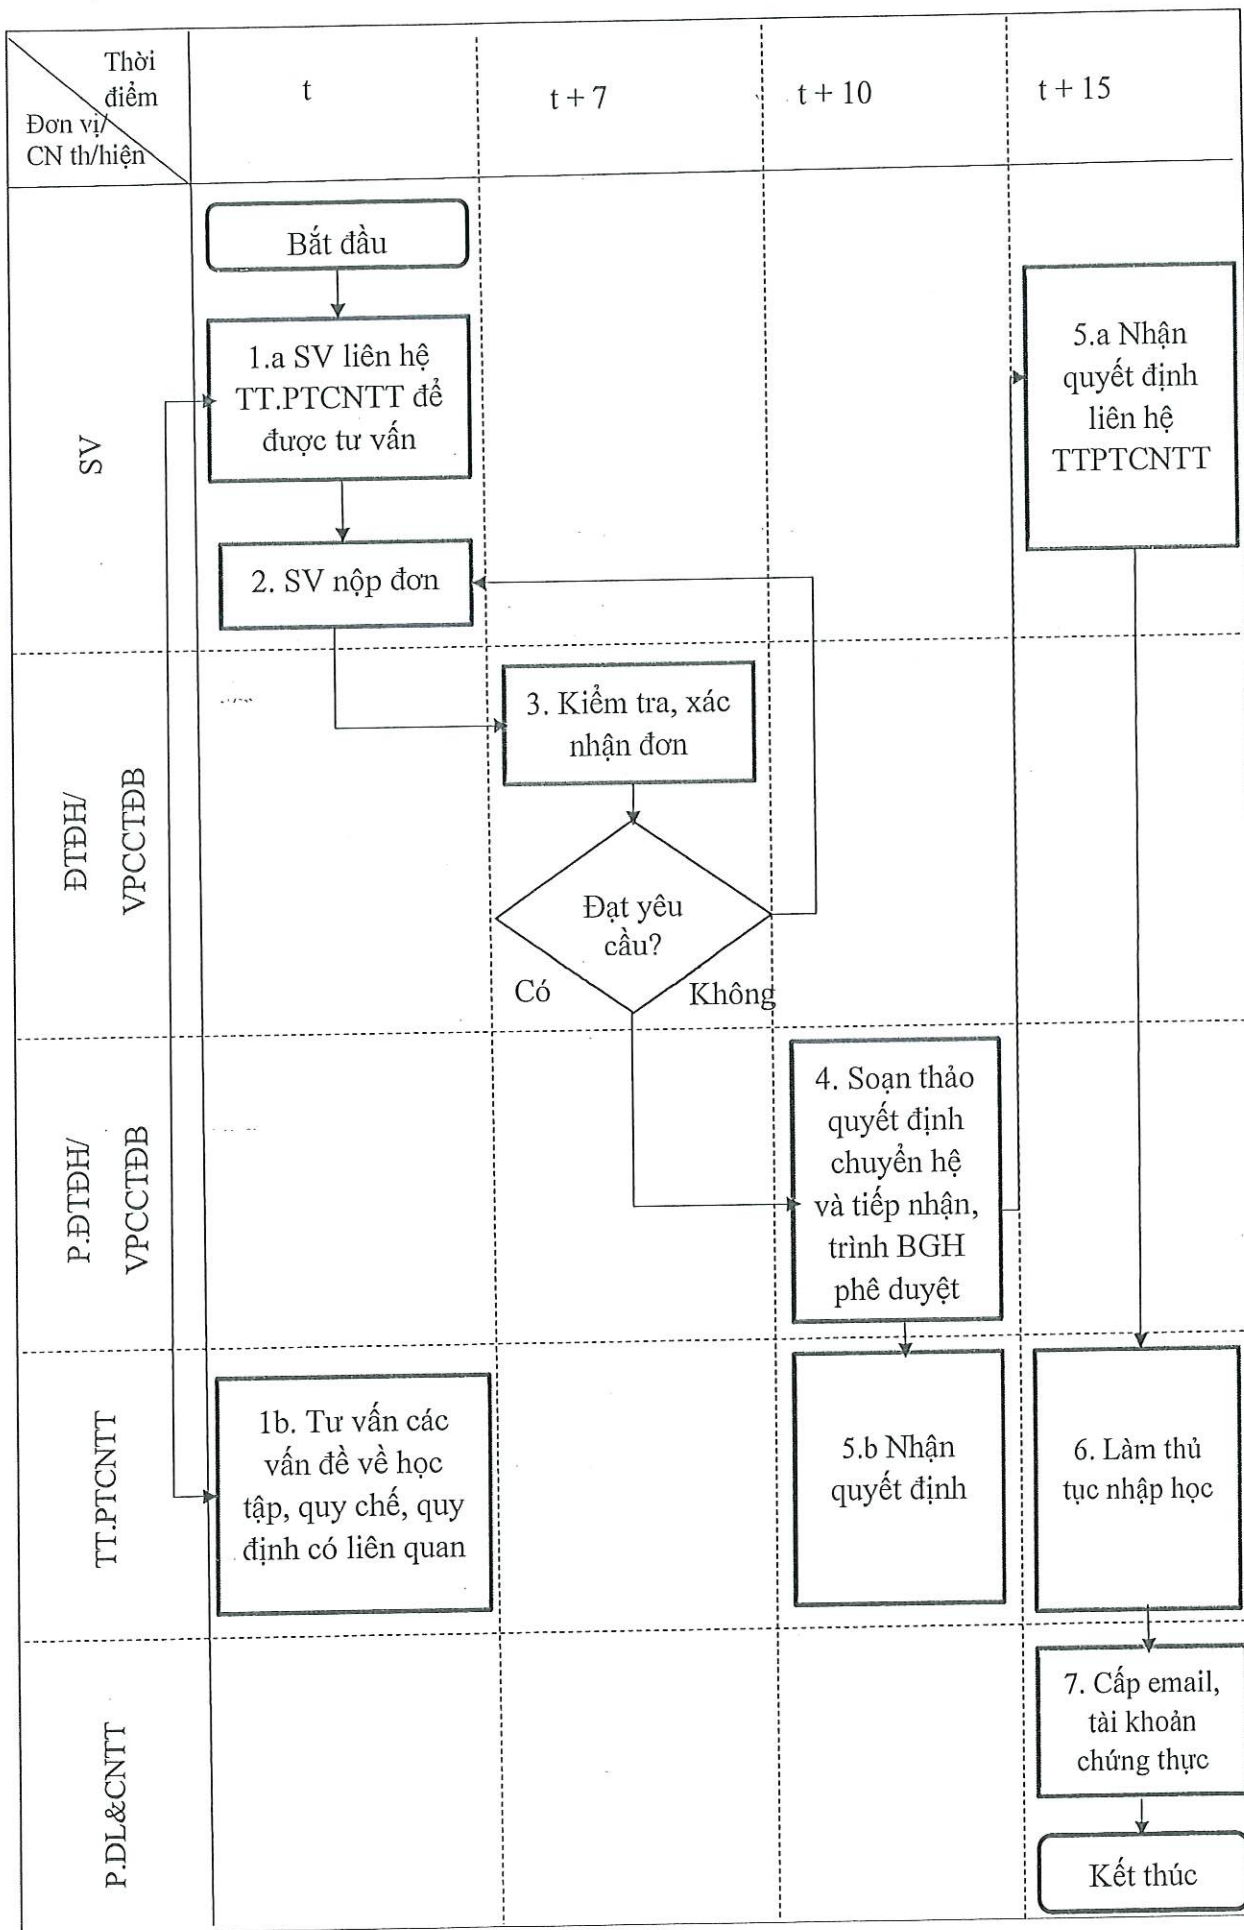 Thời
điểm
Đơn vị/
CN th/hiện
t
t + 7
t + 10
t + 15
SV
Bắt đầu
1.a SV liên hệ
TT.PTCNTT để
được tư vấn
2. SV nộp đơn
5.a Nhận
quyết định
liên hệ
TTPTCNTT
ĐTĐH/
VPCCTĐB
3. Kiểm tra, xác
nhận đơn
Đạt yêu
cầu?
Có
Không
P.ĐTĐH/
VPCCTĐB
4. Soạn thảo
quyết định
chuyển hệ
và tiếp nhận,
trình BGH
phê duyệt
TT.PTCNTT
1b. Tư vấn các
vấn đề về học
tập, quy chế, quy
định có liên quan
5.b Nhận
quyết định
6. Làm thủ
tục nhập học
P.DL&CNTT
7. Cấp email,
tài khoản
chứng thực
Kết thúc